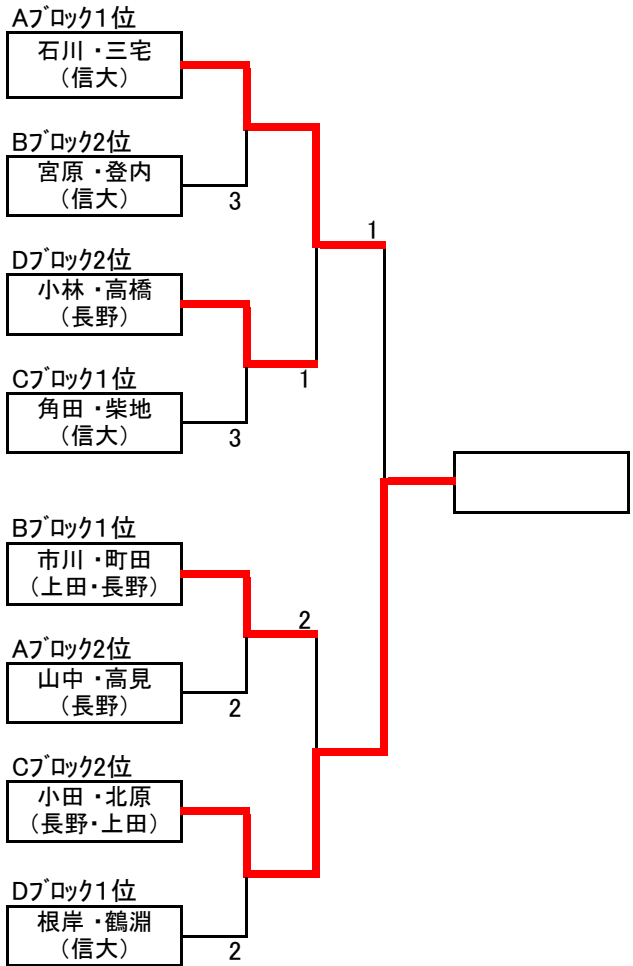 Aﾌﾞﾛｯｸ1位
石川・三宅
（信大）
Bﾌﾞﾛｯｸ2位
宮原・登内
（信大）
3
1
Dﾌﾞﾛｯｸ2位
小林・高橋
（長野）
1
Cﾌﾞﾛｯｸ1位
角田・柴地
（信大）
3
Bﾌﾞﾛｯｸ1位
市川・町田
（上田・長野）
2
Aﾌﾞﾛｯｸ2位
山中・高見
（長野）
2
Cﾌﾞﾛｯｸ2位
小田・北原
（長野・上田）
Dﾌﾞﾛｯｸ1位
根岸・鶴淵
（信大）
2